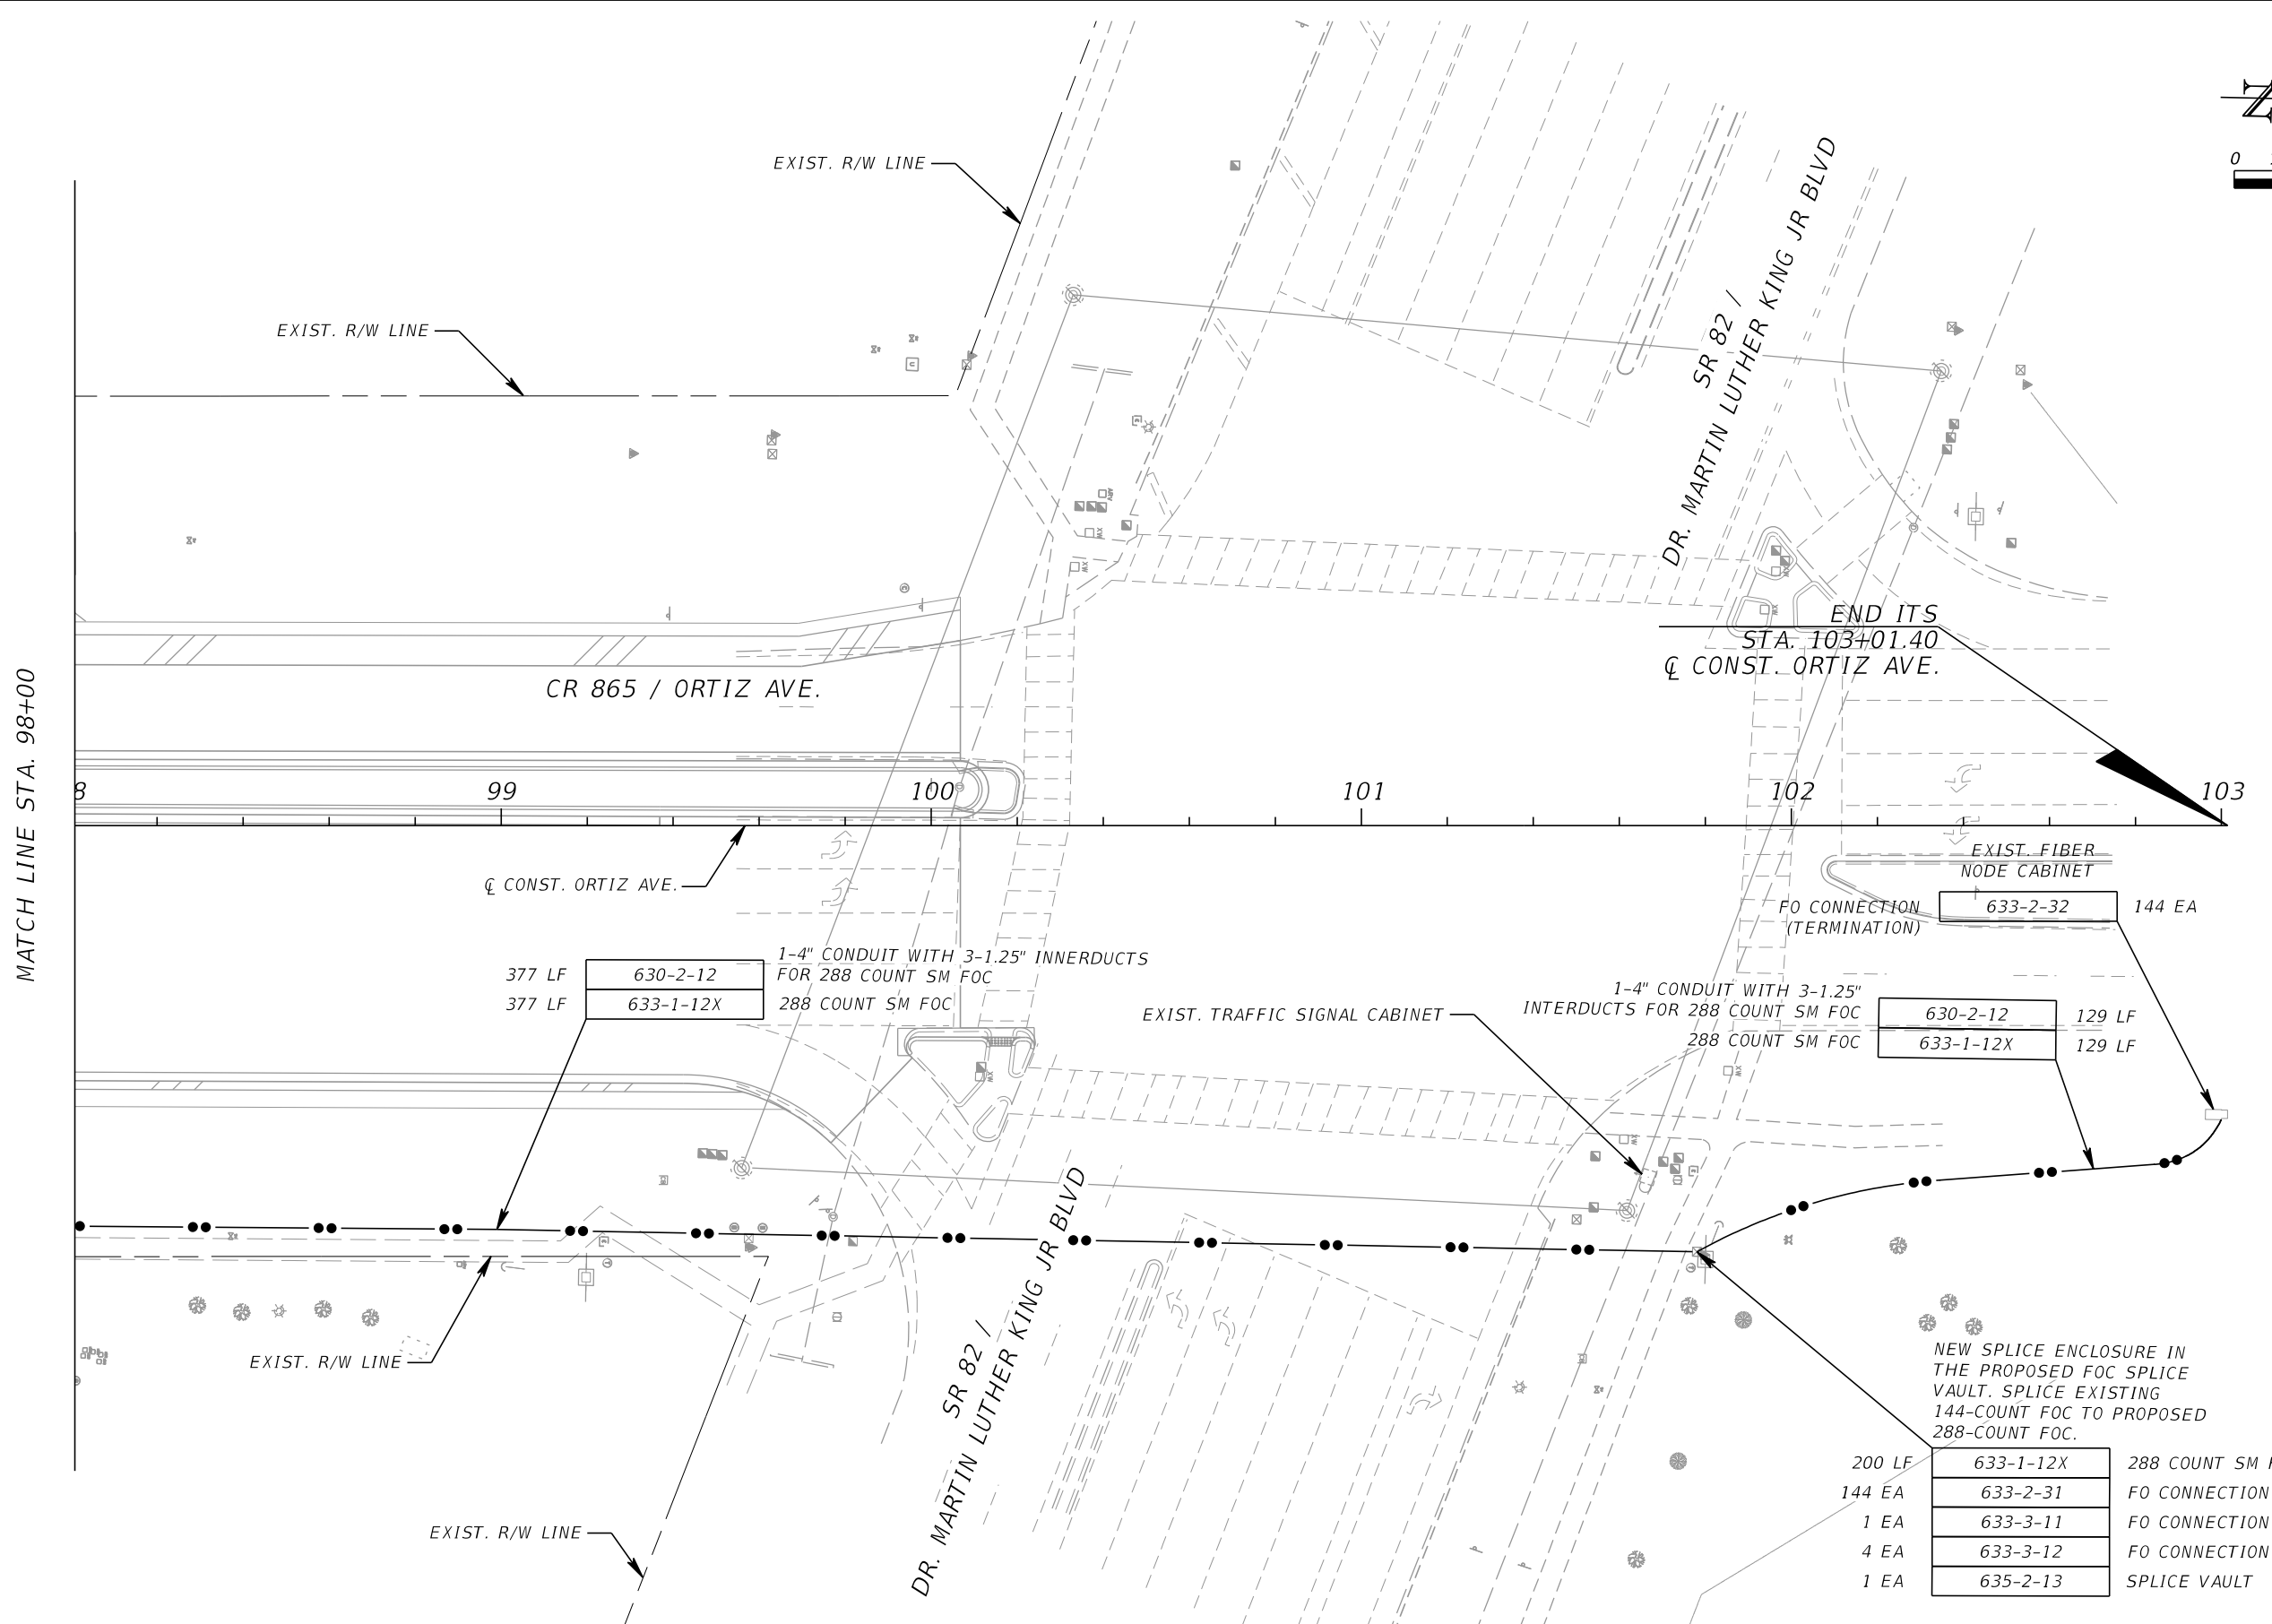 EXIST. R/W LINE
EXIST. R/W LINE
SR 82 /
DR. MARTIN LUTHER KING JR BLVD
0
MATCH LINE STA. 98+00
END ITS
STA. 103+01.40
℄ CONST. ORTIZ AVE.
CR 865 / ORTIZ AVE.
8
99
100
101
102
103
℄ CONST. ORTIZ AVE.
EXIST. FIBER
NODE CABINET
FO CONNECTION
(TERMINATION)
633-2-32
144 EA
1-4" CONDUIT WITH 3-1.25" INNERDUCTS
FOR 288 COUNT SM FOC
377 LF
630-2-12
377 LF
633-1-12X
288 COUNT SM FOC
EXIST. TRAFFIC SIGNAL CABINET
1-4" CONDUIT WITH 3-1.25"
INTERDUCTS FOR 288 COUNT SM FOC
630-2-12
129 LF
288 COUNT SM FOC
633-1-12X
129 LF
EXIST. R/W LINE
SR 82 /
DR. MARTIN LUTHER KING JR BLVD
EXIST. R/W LINE
NEW SPLICE ENCLOSURE IN
THE PROPOSED FOC SPLICE
VAULT. SPLICE EXISTING
144-COUNT FOC TO PROPOSED
288-COUNT FOC.
200 LF
633-1-12X
288 COUNT SM
144 EA
633-2-31
FO CONNECTION
1 EA
633-3-11
FO CONNECTION
4 EA
633-3-12
FO CONNECTION
1 EA
635-2-13
SPLICE VAULT